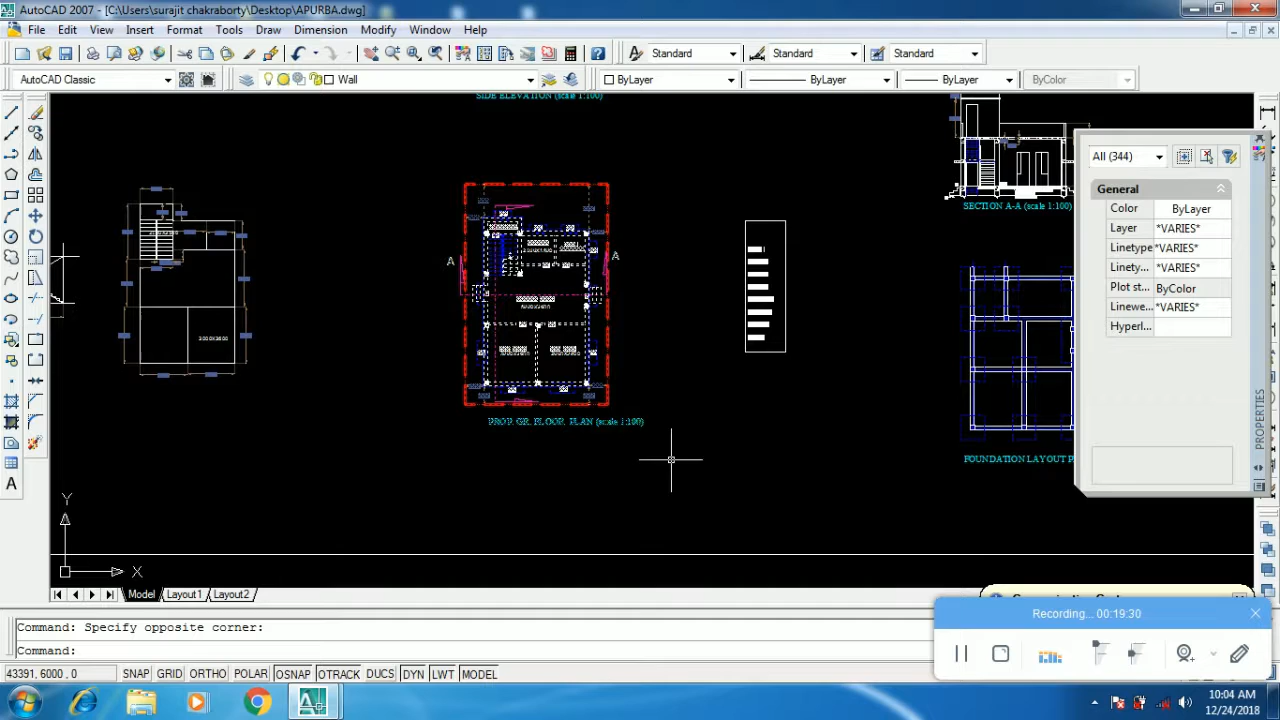 AutoCAD 2007 - [C:\Users\surajit chakraborty\Desktop\APURBA.dwg]
File Edit View Insert Format Tools Draw Dimension Modify Window Help
Standard Standard Standard
AutoCAD Classic Wall ByLayer ByLayer ByLayer ByColor
SIDE ELEVATION (scale 1:100)
All (344)
General
Color ByLayer
Layer *VARIES*
Linetype *VARIES*
Linety... *VARIES*
Plot st... ByColor
Linewe... *VARIES*
Hyperl...
PROPERTIES
SECTION A-A (scale 1:100)
A A
PROP. GR. FLOOR. PLAN (scale 1:100)
FOUNDATION LAYOUT P
Y
X
Model Layout1 Layout2
Command: Specify opposite corner:
Command:
Recording... 00:19:30
43391, 6000 , 0 SNAP GRID ORTHO POLAR OSNAP OTRACK DUCS DYN LWT MODEL
10:04 AM
12/24/2018